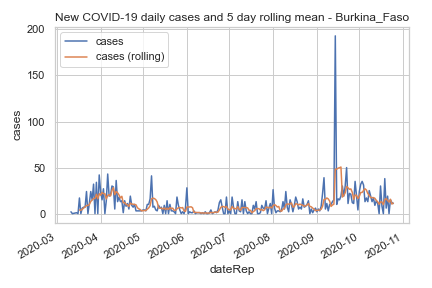 New COVID-19 daily cases and 5 day rolling mean - Burkina_Faso
cases
cases (rolling)
200
150
100
50
0
cases
2020-03
2020-04
2020-05
2020-06
2020-07
2020-08
2020-09
2020-10
2020-11
dateRep